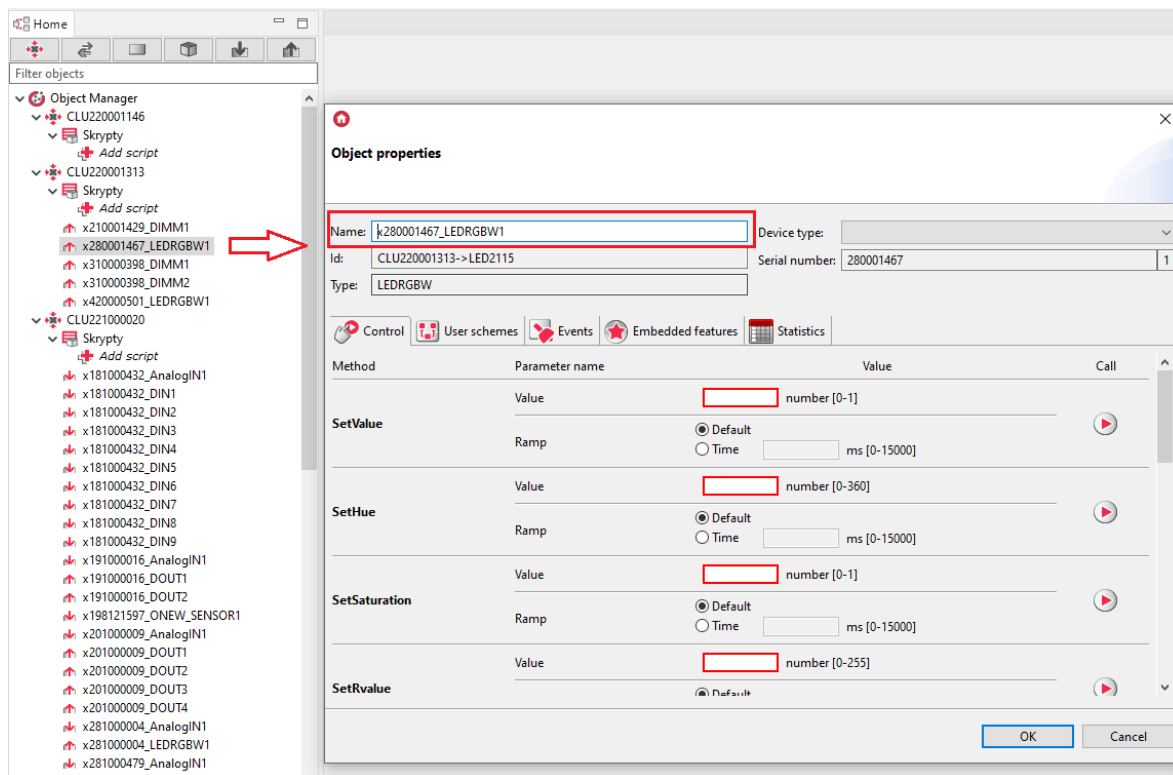 Home
Filter objects
Object Manager
CLU220001146
Skrypty
Add script
CLU220001313
Skrypty
Add script
x210001429_DIMM1
x280001467_LEDRGBW1
x310000398_DIMM1
x310000398_DIMM2
x420000501_LEDRGBW1
CLU221000020
Skrypty
Add script
x181000432_AnalogIN1
x181000432_DIN1
x181000432_DIN2
x181000432_DIN3
x181000432_DIN4
x181000432_DIN5
x181000432_DIN6
x181000432_DIN7
x181000432_DIN8
x181000432_DIN9
x191000016_AnalogIN1
x191000016_DOUT1
x191000016_DOUT2
x198121597_ONEW_SENSOR1
x201000009_AnalogIN1
x201000009_DOUT1
x201000009_DOUT2
x201000009_DOUT3
x201000009_DOUT4
x281000004_AnalogIN1
x281000004_LEDRGBW1
x281000479_AnalogIN1
Object properties
Name: x280001467_LEDRGBW1 Device type:
Id: CLU220001313->LED2115 Serial number: 280001467 1
Type: LEDRGBW
Control User schemes Events Embedded features Statistics
Method Parameter name Value Call
Value number [0-1]
SetValue
Ramp Default
Time ms [0-15000]
Value number [0-360]
SetHue
Ramp Default
Time ms [0-15000]
Value number [0-1]
SetSaturation
Ramp Default
Time ms [0-15000]
Value number [0-255]
SetRvalue
Default
OK Cancel